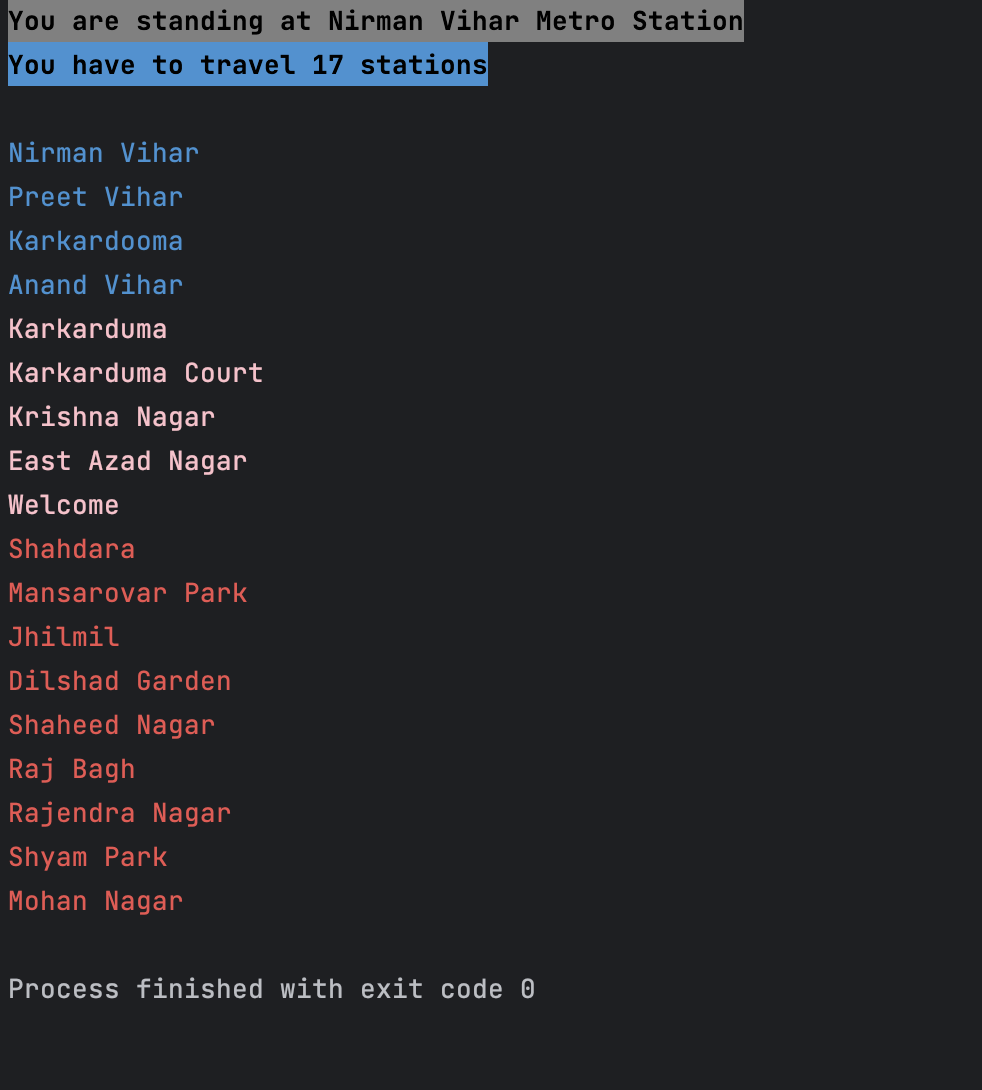 You are standing at Nirman Vihar Metro Station
You have to travel 17 stations
Nirman Vihar
Preet Vihar
Karkardooma
Anand Vihar
Karkarduma
Karkarduma Court
Krishna Nagar
East Azad Nagar
Welcome
Shahdara
Mansarovar Park
Jhilmil
Dilshad Garden
Shaheed Nagar
Raj Bagh
Rajendra Nagar
Shyam Park
Mohan Nagar
Process finished with exit code 0